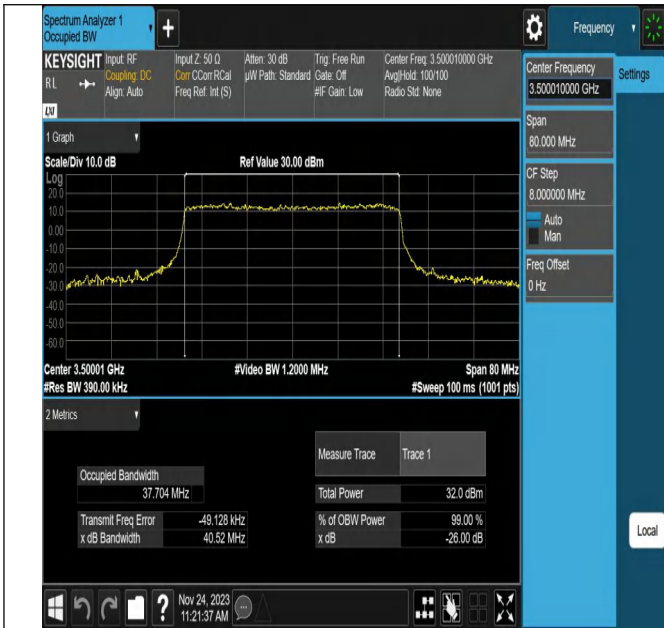 Spectrum Analyzer 1
Occupied BW
+
Frequency
KEYSIGHT
RL
LXI
Input: RF
Coupling: DC
Align: Auto
Input Z: 50 Ω
Corr CCorr RCal
Freq Ref: Int (S)
Atten: 30 dB
µW Path: Standard
Trig: Free Run
Gate: Off
#IF Gain: Low
Center Freq: 3.500010000 GHz
Avg|Hold: 100/100
Radio Std: None
Center Frequency
3.500010000 GHz
Settings
Span
80.000 MHz
CF Step
8.000000 MHz
Auto
Man
Freq Offset
0 Hz
1 Graph
Scale/Div 10.0 dB
Ref Value 30.00 dBm
Log
20.0
10.0
0.00
-10.0
-20.0
-30.0
-40.0
-50.0
-60.0
Center 3.50001 GHz
#Video BW 1.2000 MHz
Span 80 MHz
#Res BW 390.00 kHz
#Sweep 100 ms (1001 pts)
2 Metrics
Measure Trace Trace 1
Occupied Bandwidth
37.704 MHz
Total Power 32.0 dBm
Transmit Freq Error -49.128 kHz
% of OBW Power 99.00 %
x dB Bandwidth 40.52 MHz
x dB -26.00 dB
Local
?
Nov 24, 2023
11:21:37 AM